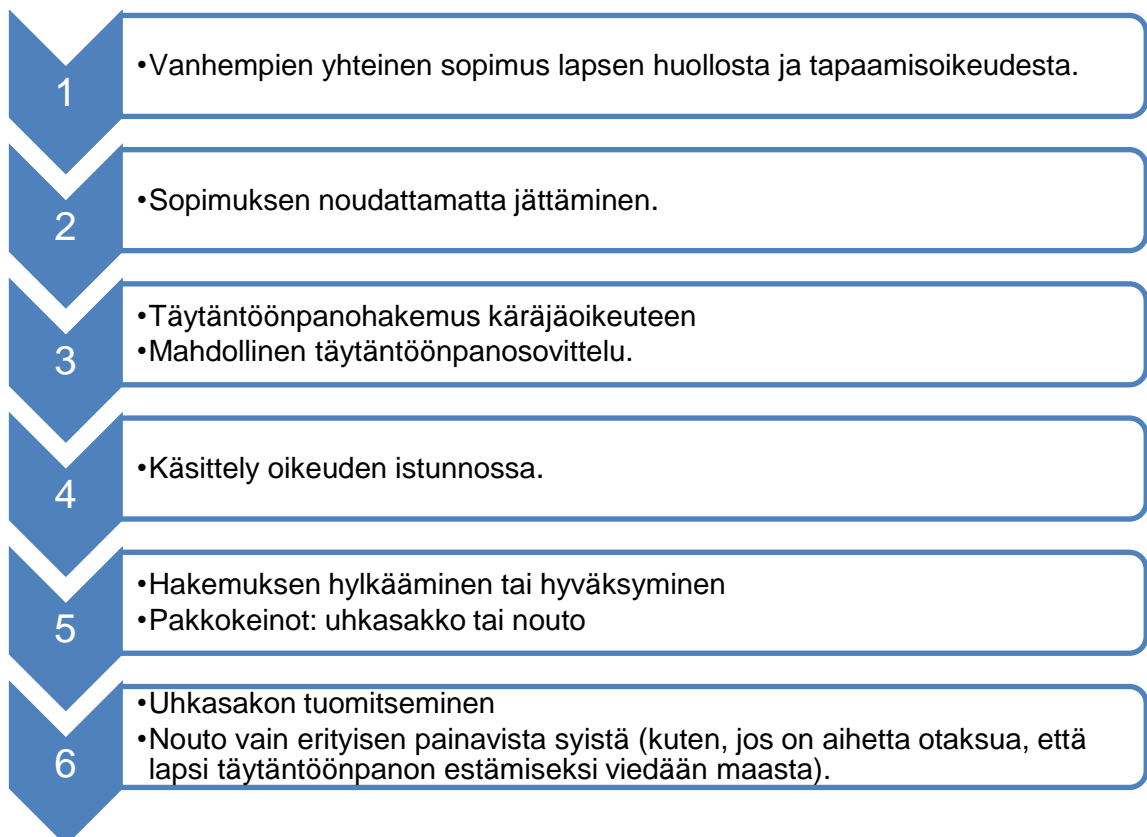 1
•Vanhempien yhteinen sopimus lapsen huollosta ja tapaamisoikeudesta.
2
•Sopimuksen noudattamatta jättäminen.
3
•Täytäntöönpanohakemus käräjäoikeuteen
•Mahdollinen täytäntöönpanosovittelu.
4
•Käsittely oikeuden istunnossa.
5
•Hakemuksen hylkääminen tai hyväksyminen
•Pakkokeinot: uhkasakko tai nouto
6
•Uhkasakon tuomitseminen
•Nouto vain erityisen painavista syistä (kuten, jos on aihetta otaksua, että
lapsi täytäntöönpanon estämiseksi viedään maasta).